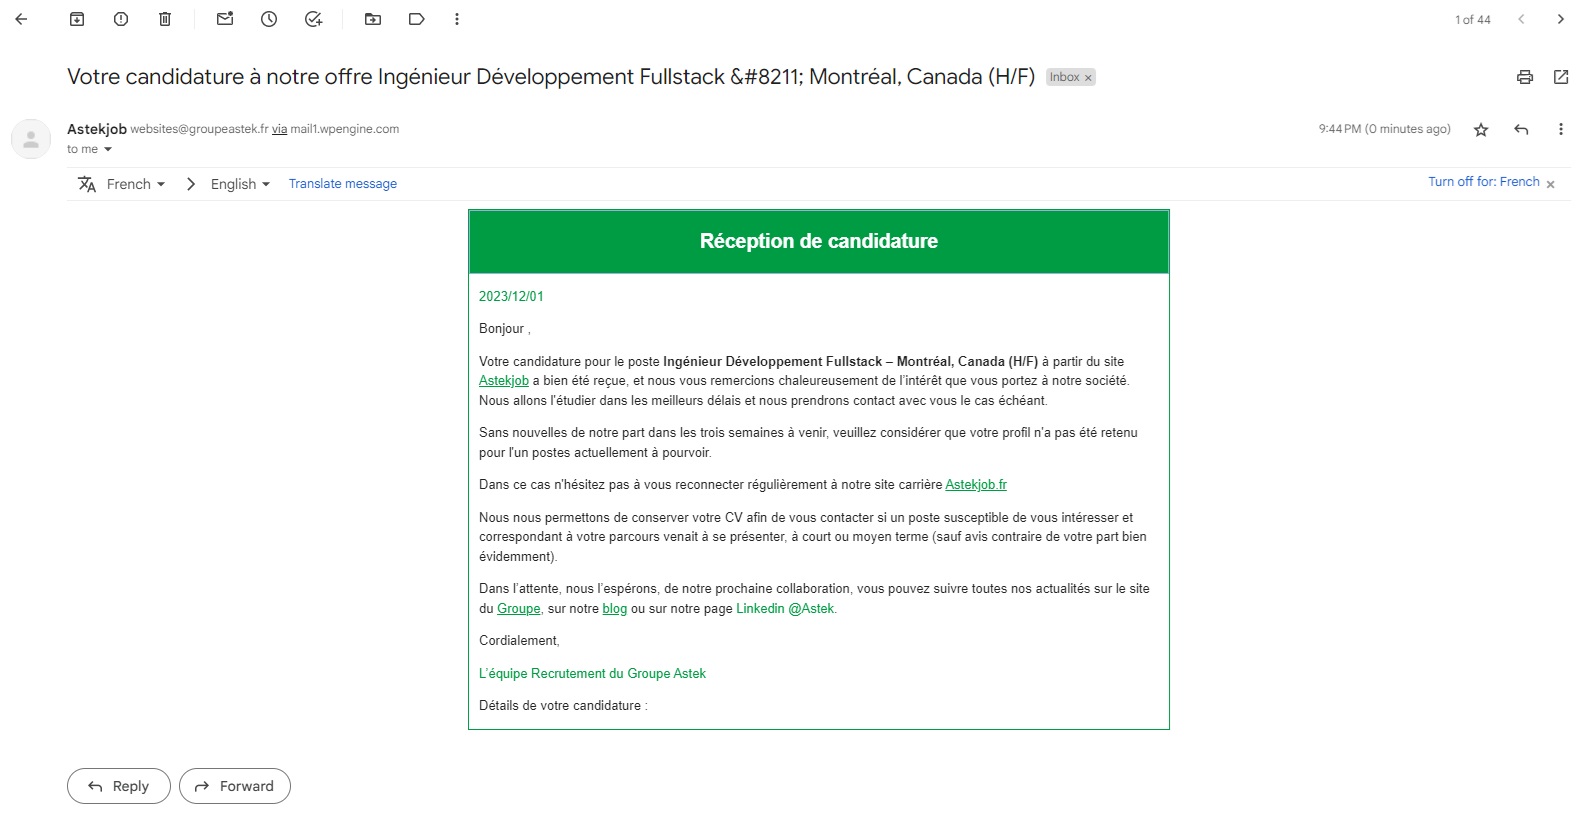 1 of 44
Votre candidature à notre offre Ingénieur Développement Fullstack &#8211; Montréal, Canada (H/F) Inbox ×
Astekjob websites@groupeastek.fr via mail1.wpengine.com
9:44 PM (0 minutes ago)
to me
French > English Translate message
Turn off for: French ×
Réception de candidature
2023/12/01
Bonjour ,
Votre candidature pour le poste Ingénieur Développement Fullstack – Montréal, Canada (H/F) à partir du site
Astekjob a bien été reçue, et nous vous remercions chaleureusement de l'intérêt que vous portez à notre société.
Nous allons l'étudier dans les meilleurs délais et nous prendrons contact avec vous le cas échéant.
Sans nouvelles de notre part dans les trois semaines à venir, veuillez considérer que votre profil n'a pas été retenu
pour l'un postes actuellement à pourvoir.
Dans ce cas n'hésitez pas à vous reconnecter régulièrement à notre site carrière Astekjob.fr
Nous nous permettons de conserver votre CV afin de vous contacter si un poste susceptible de vous intéresser et
correspondant à votre parcours venait à se présenter, à court ou moyen terme (sauf avis contraire de votre part bien
évidemment).
Dans l'attente, nous l'espérons, de notre prochaine collaboration, vous pouvez suivre toutes nos actualités sur le site
du Groupe, sur notre blog ou sur notre page Linkedin @Astek.
Cordialement,
L'équipe Recrutement du Groupe Astek
Détails de votre candidature :
Reply
Forward